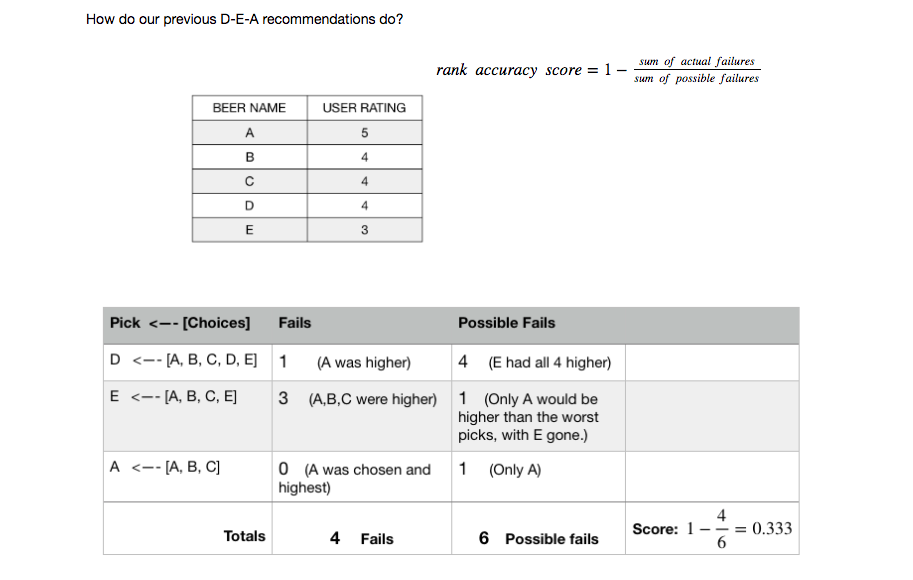 How do our previous D-E-A recommendations do?
rank accuracy score = 1 − sum of actual failures / sum of possible failures
BEER NAME USER RATING
A 5
B 4
C 4
D 4
E 3
Pick <–-- [Choices] Fails Possible Fails
D <–-- [A, B, C, D, E] 1 (A was higher) 4 (E had all 4 higher)
E <–-- [A, B, C, E] 3 (A,B,C were higher) 1 (Only A would be
higher than the worst
picks, with E gone.)
A <–-- [A, B, C] 0 (A was chosen and
highest) 1 (Only A)
Totals 4 Fails 6 Possible fails Score: 1 − 4/6 = 0.333